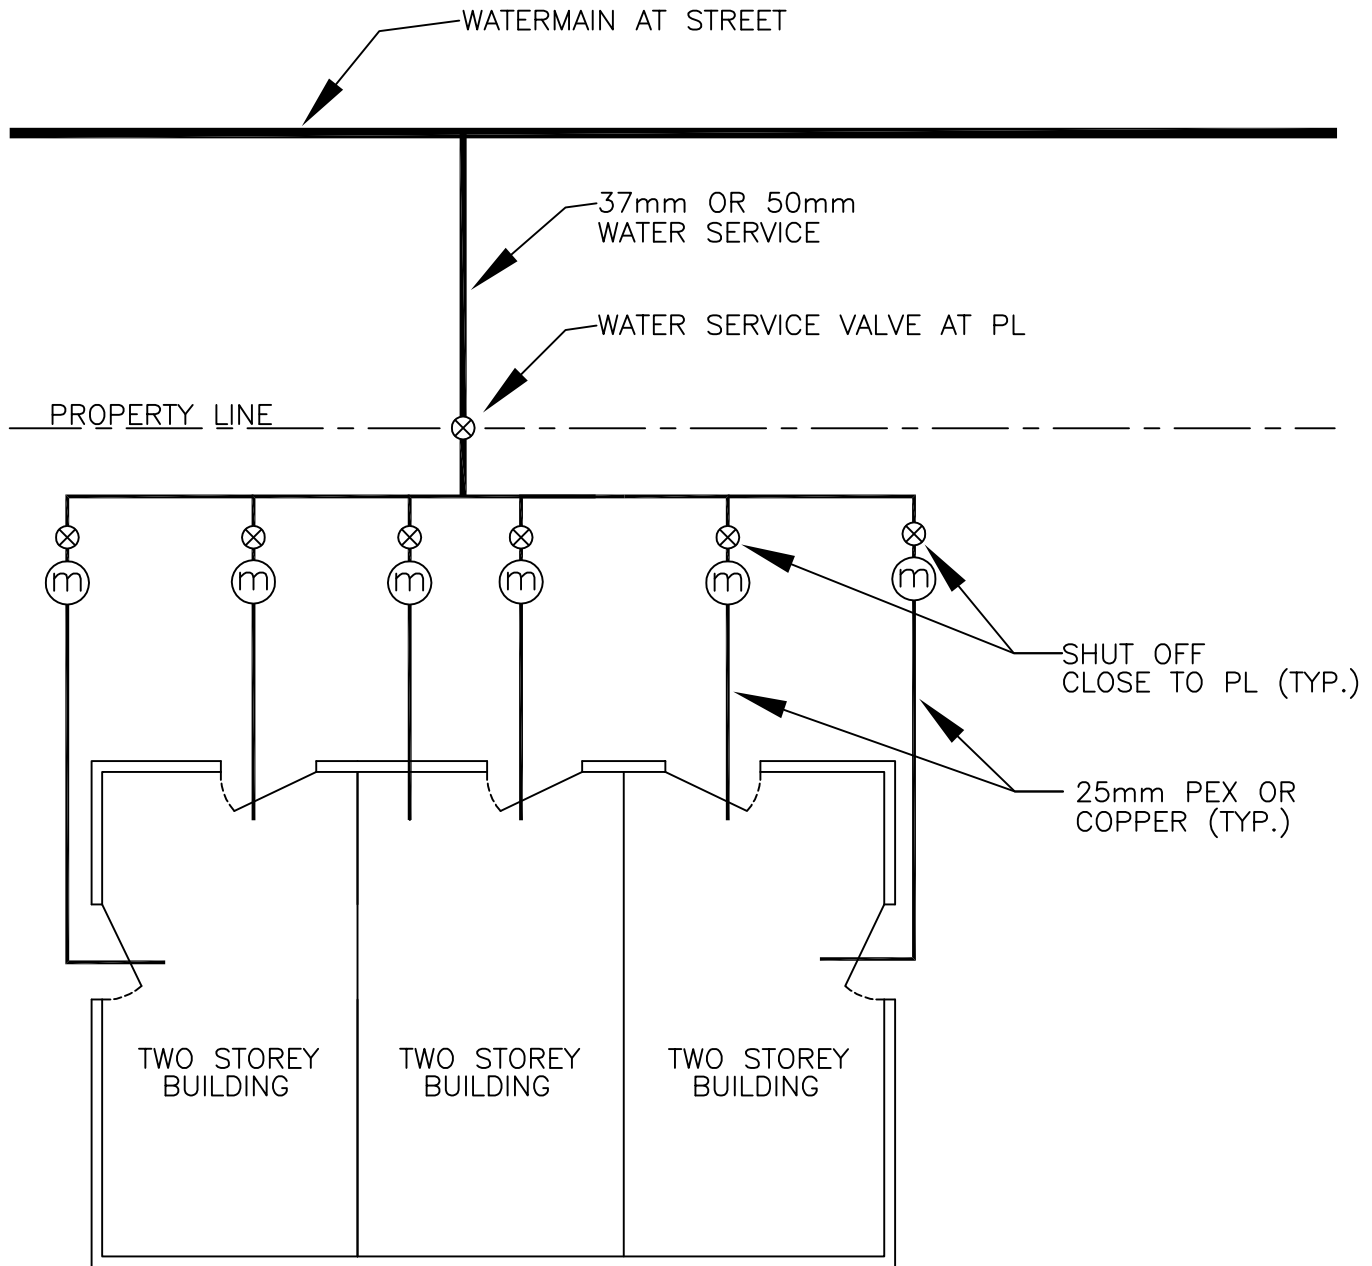 WATERMAIN AT STREET
37mm OR 50mm
WATER SERVICE
WATER SERVICE VALVE AT PL
PROPERTY LINE
m m m m m m
SHUT OFF
CLOSE TO PL (TYP.)
25mm PEX OR
COPPER (TYP.)
TWO STOREY
BUILDING
TWO STOREY
BUILDING
TWO STOREY
BUILDING